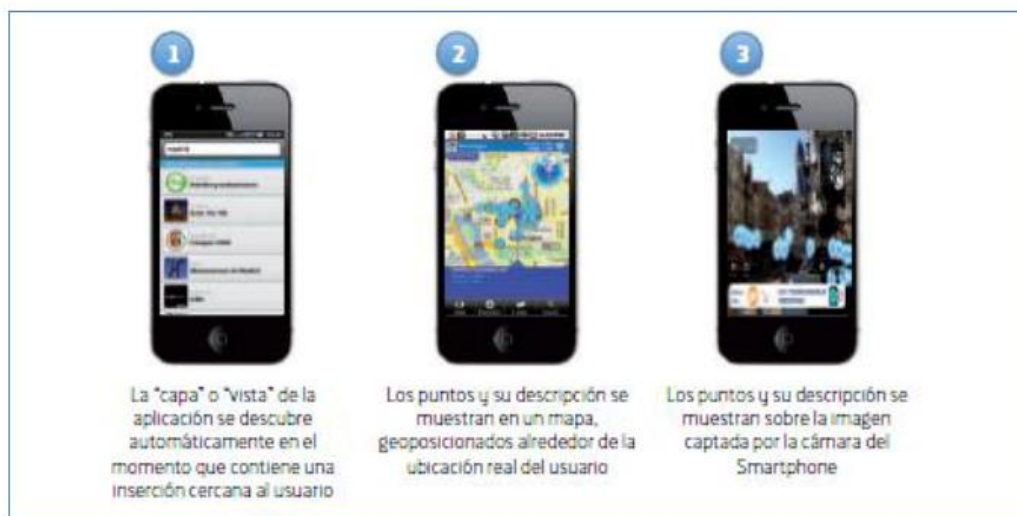 1
2
3
madrid
La "capa" o "vista" de la
aplicación se descubre
automáticamente en el
momento que contiene una
inserción cercana al usuario
Los puntos y su descripción se
muestran en un mapa,
geoposicionados alrededor de la
ubicación real del usuario
Los puntos y su descripción se
muestran sobre la imagen
captada por la cámara del
Smartphone